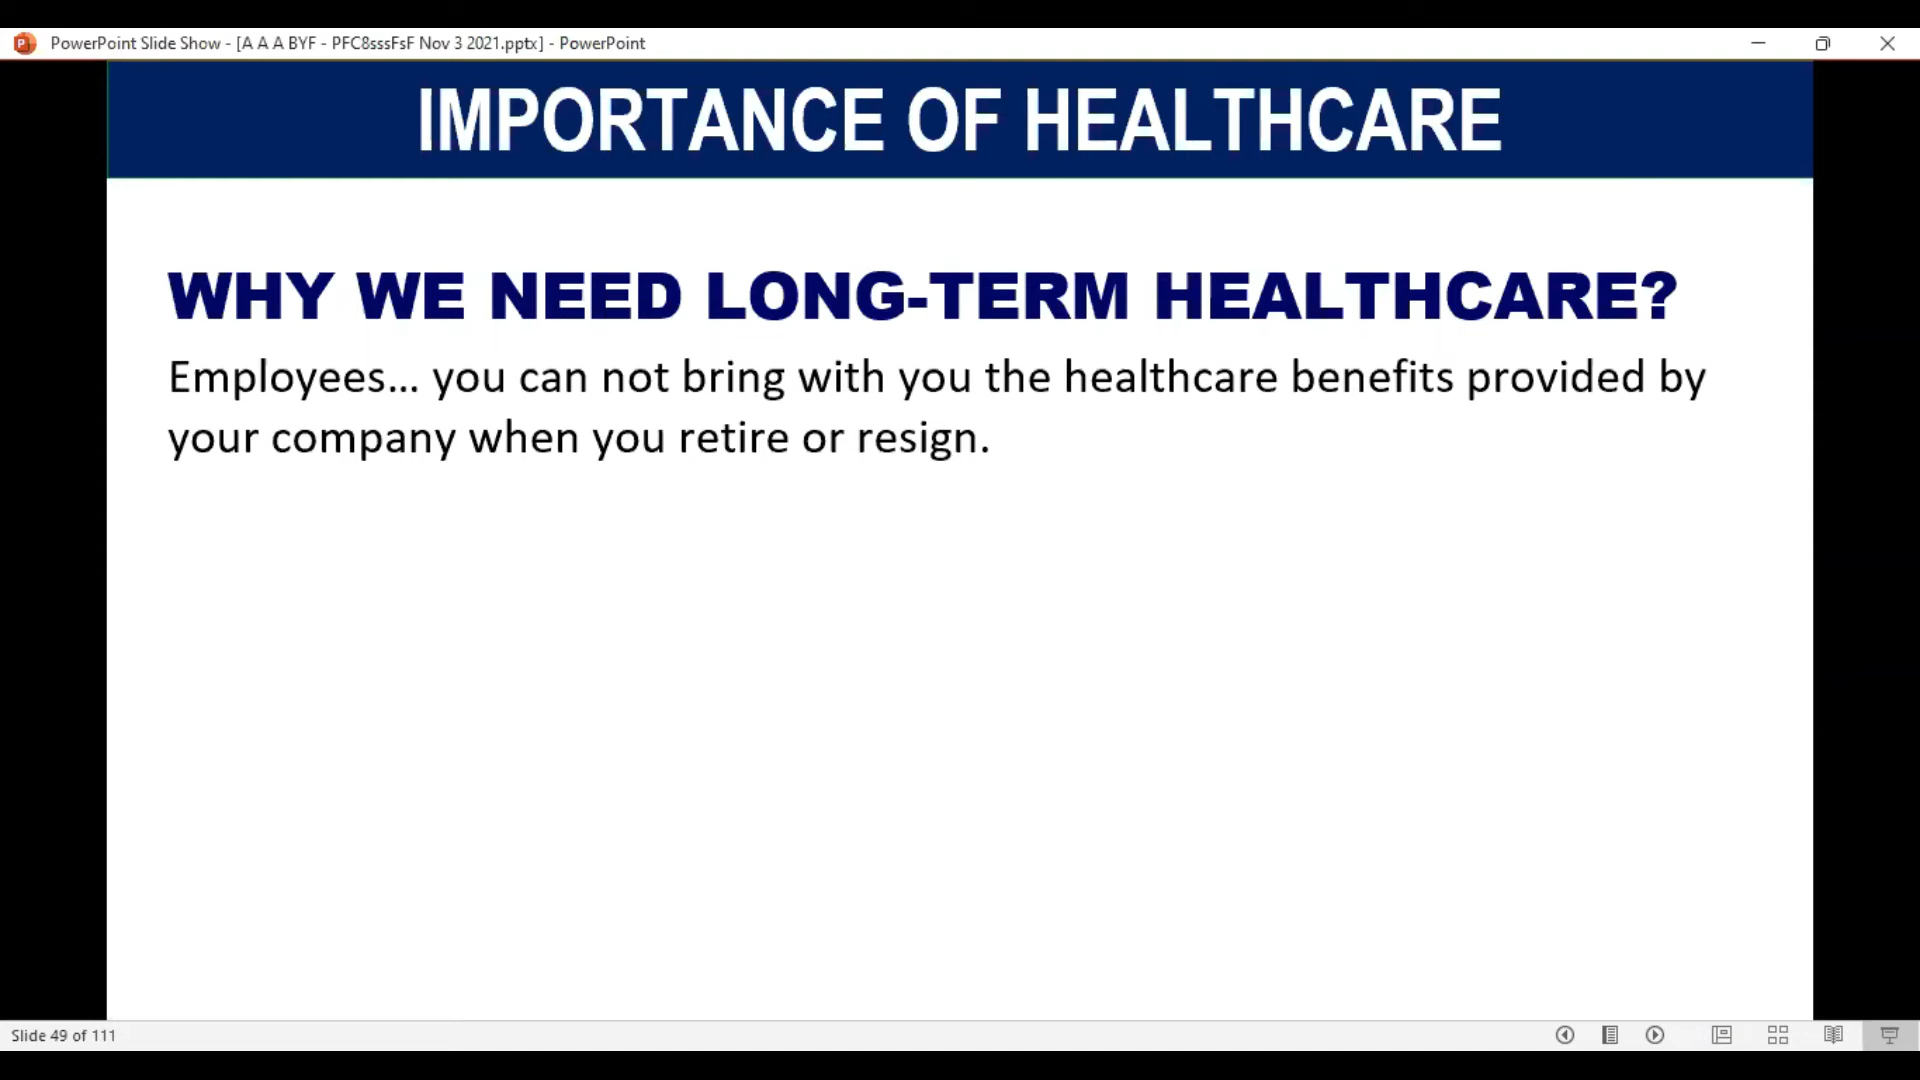 PowerPoint Slide Show - [A A A BYF - PFC8sssFsF Nov 3 2021.pptx] - PowerPoint
IMPORTANCE OF HEALTHCARE
WHY WE NEED LONG-TERM HEALTHCARE?
Employees... you can not bring with you the healthcare benefits provided by
your company when you retire or resign.
Slide 49 of 111